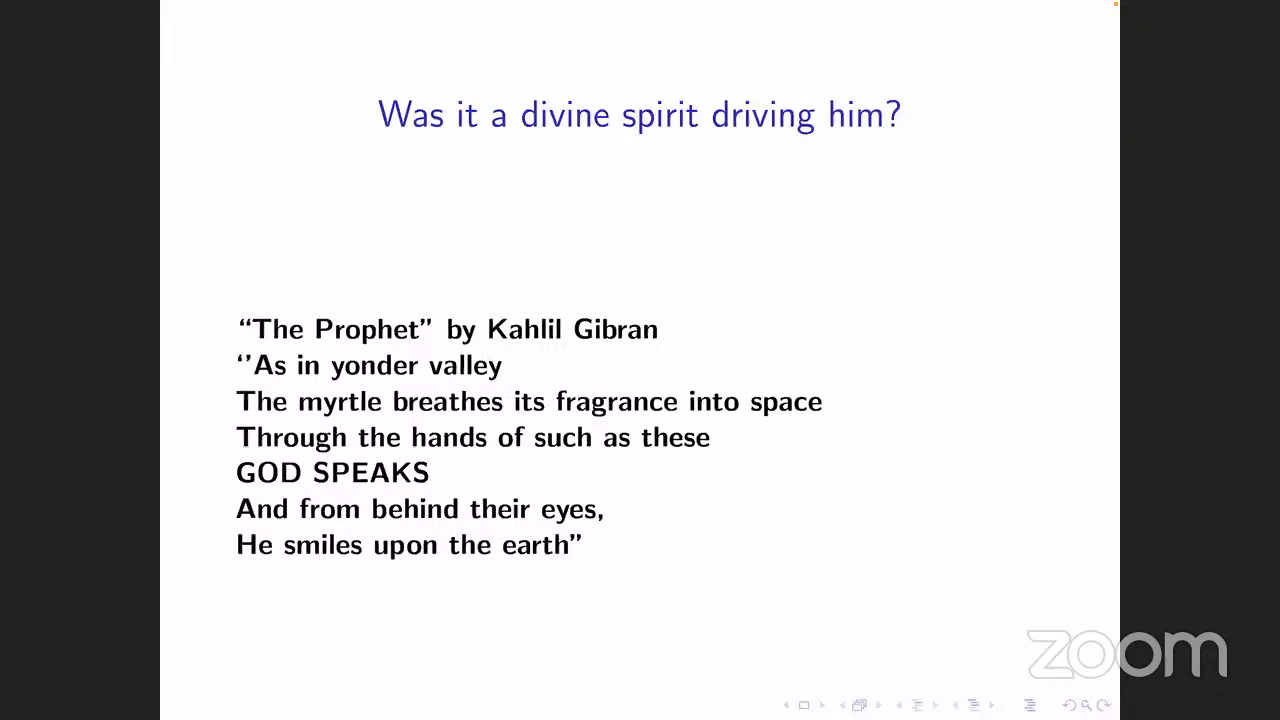 Was it a divine spirit driving him?
“The Prophet” by Kahlil Gibran
‘’As in yonder valley
The myrtle breathes its fragrance into space
Through the hands of such as these
GOD SPEAKS
And from behind their eyes,
He smiles upon the earth”
zoom